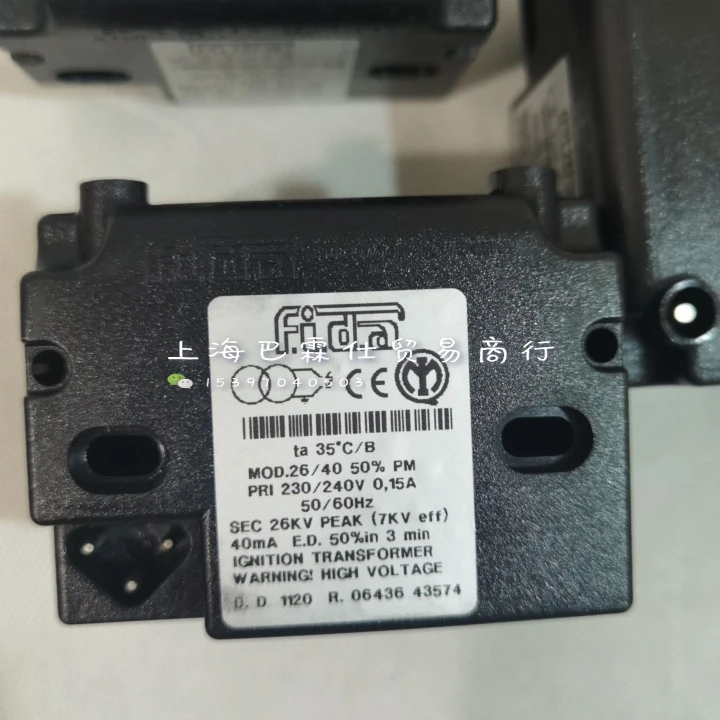 f.i.d.a
f.i.d.a
上海巴霖仕贸易商行
15397040503
CE
ta 35°C/B
MOD.26/40 50% PM
PRI 230/240V 0,15A
50/60Hz
SEC 26KV PEAK (7KV eff)
40mA E.D. 50%in 3 min
IGNITION TRANSFORMER
WARNING! HIGH VOLTAGE
D. D 1120 R. 06436 43574